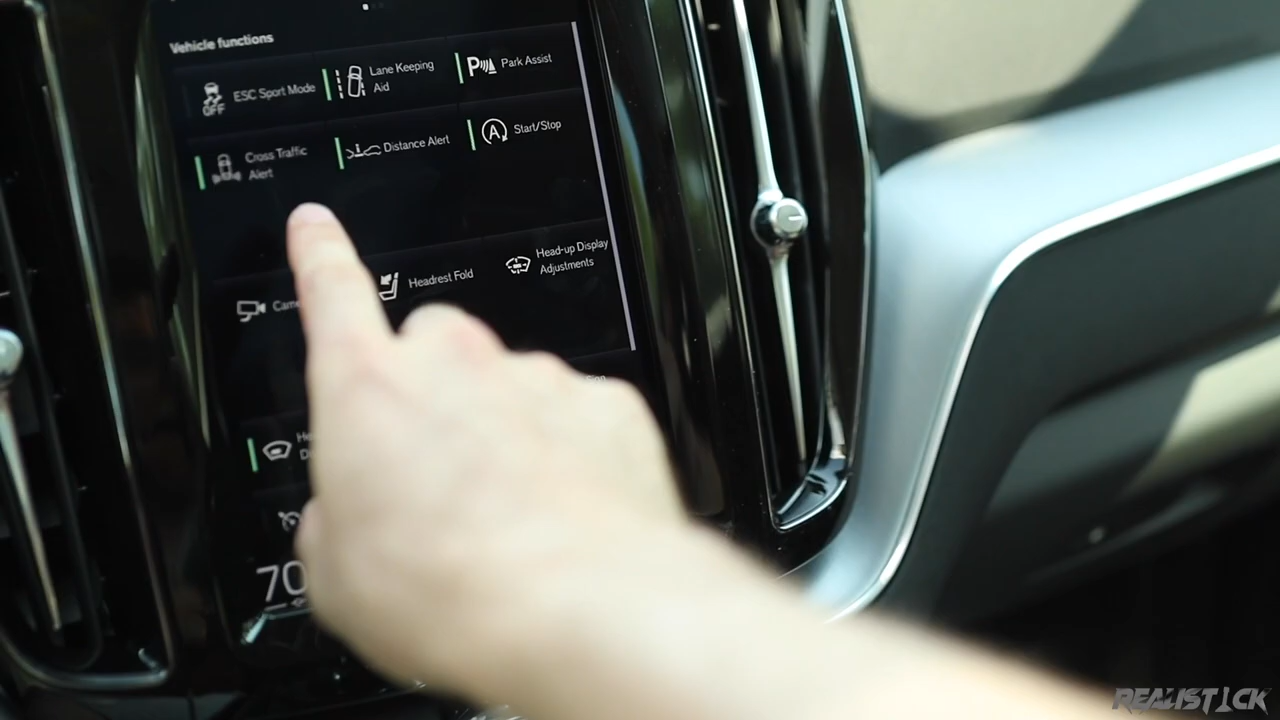 Vehicle functions
OFF
ESC Sport Mode
Lane Keeping
Aid
P
Park Assist
Cross Traffic
Alert
Distance Alert
A
Start/Stop
Headrest Fold
Head-up Display
Adjustments
70
REALISTICK